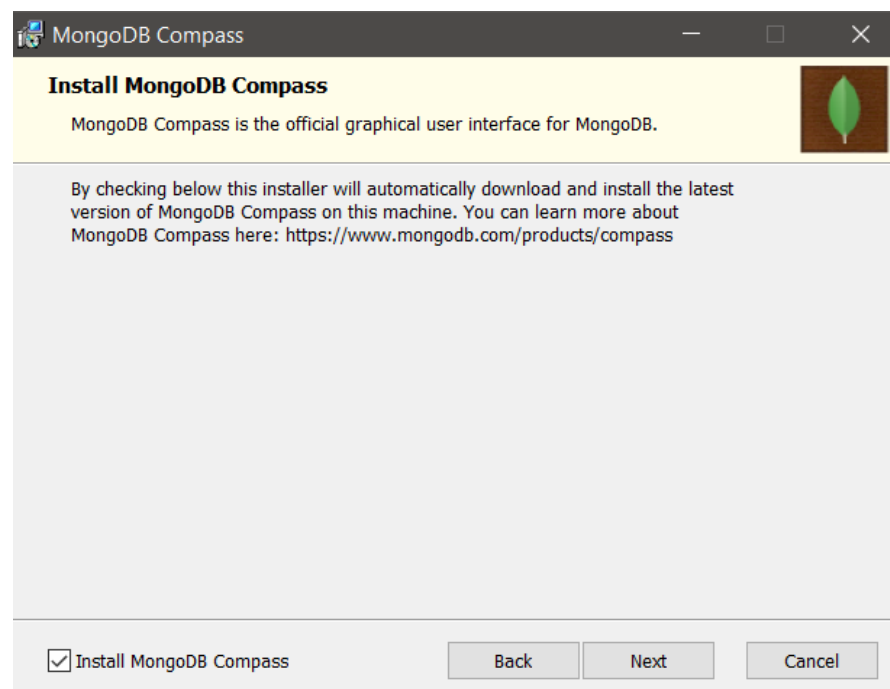 MongoDB Compass
Install MongoDB Compass
MongoDB Compass is the official graphical user interface for MongoDB.
By checking below this installer will automatically download and install the latest
version of MongoDB Compass on this machine. You can learn more about
MongoDB Compass here: https://www.mongodb.com/products/compass
Install MongoDB Compass
Back
Next
Cancel